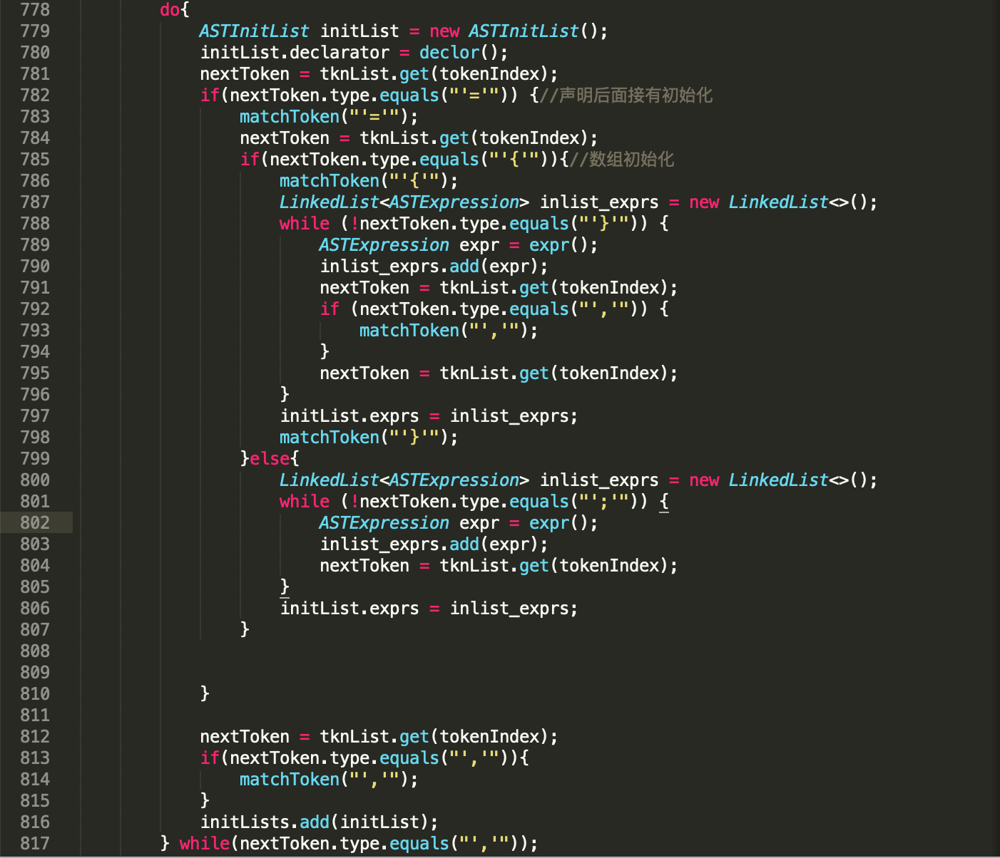 778 do{
779 ASTInitList initList = new ASTInitList();
780 initList.declarator = declor();
781 nextToken = tknList.get(tokenIndex);
782 if(nextToken.type.equals("'='")) {//声明后面接有初始化
783 matchToken("'='");
784 nextToken = tknList.get(tokenIndex);
785 if(nextToken.type.equals("'{'")){//数组初始化
786 matchToken("'{'");
787 LinkedList<ASTExpression> inlist_exprs = new LinkedList<>();
788 while (!nextToken.type.equals("'}'")) {
789 ASTExpression expr = expr();
790 inlist_exprs.add(expr);
791 nextToken = tknList.get(tokenIndex);
792 if (nextToken.type.equals("','")) {
793 matchToken("','");
794 }
795 nextToken = tknList.get(tokenIndex);
796 }
797 initList.exprs = inlist_exprs;
798 matchToken("'}'");
799 }else{
800 LinkedList<ASTExpression> inlist_exprs = new LinkedList<>();
801 while (!nextToken.type.equals("';'")) {
802 ASTExpression expr = expr();
803 inlist_exprs.add(expr);
804 nextToken = tknList.get(tokenIndex);
805 }
806 initList.exprs = inlist_exprs;
807 }
808
809
810 }
811
812 nextToken = tknList.get(tokenIndex);
813 if(nextToken.type.equals("','")){
814 matchToken("','");
815 }
816 initLists.add(initList);
817 } while(nextToken.type.equals("','"));